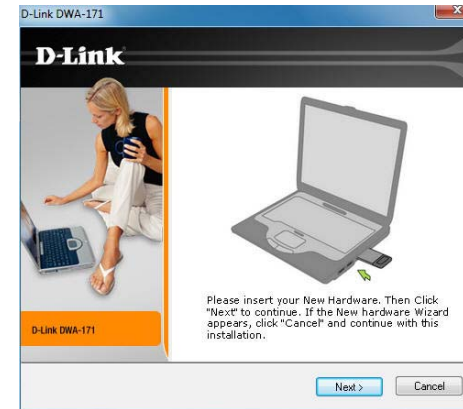 D-Link DWA-171
D-Link
Please insert your New Hardware. Then Click
"Next" to continue. If the New hardware Wizard
appears, click "Cancel" and continue with this
installation.
D-Link DWA-171
Next >
Cancel